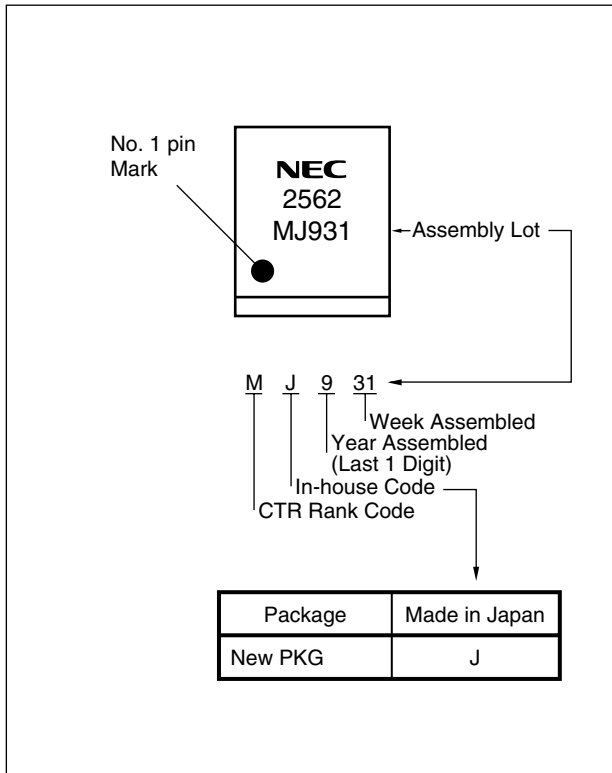 No. 1 pin
Mark
NEC
2562
MJ931
Assembly Lot
M J 9 31
Week Assembled
Year Assembled
(Last 1 Digit)
In-house Code
CTR Rank Code
Package Made in Japan
New PKG J